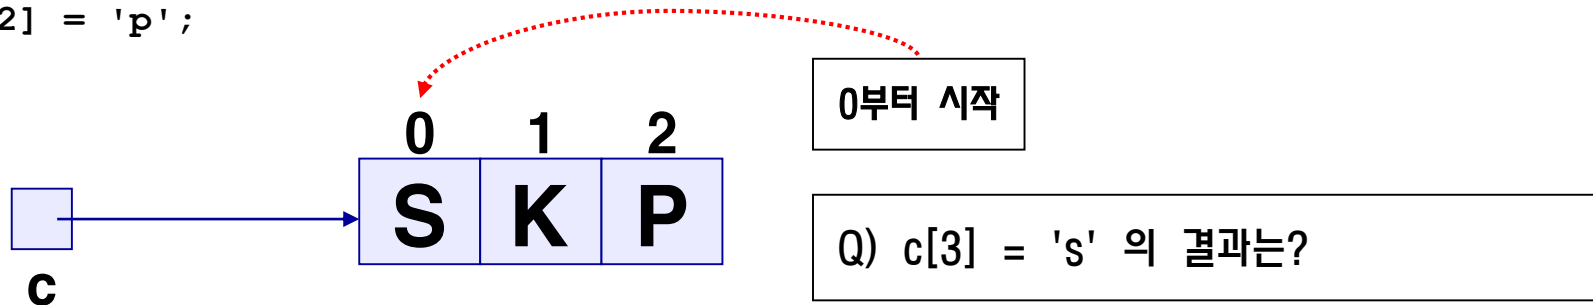 2] = 'p';
0부터 시작
0 1 2
S K P
c
Q) c[3] = 's' 의 결과는?